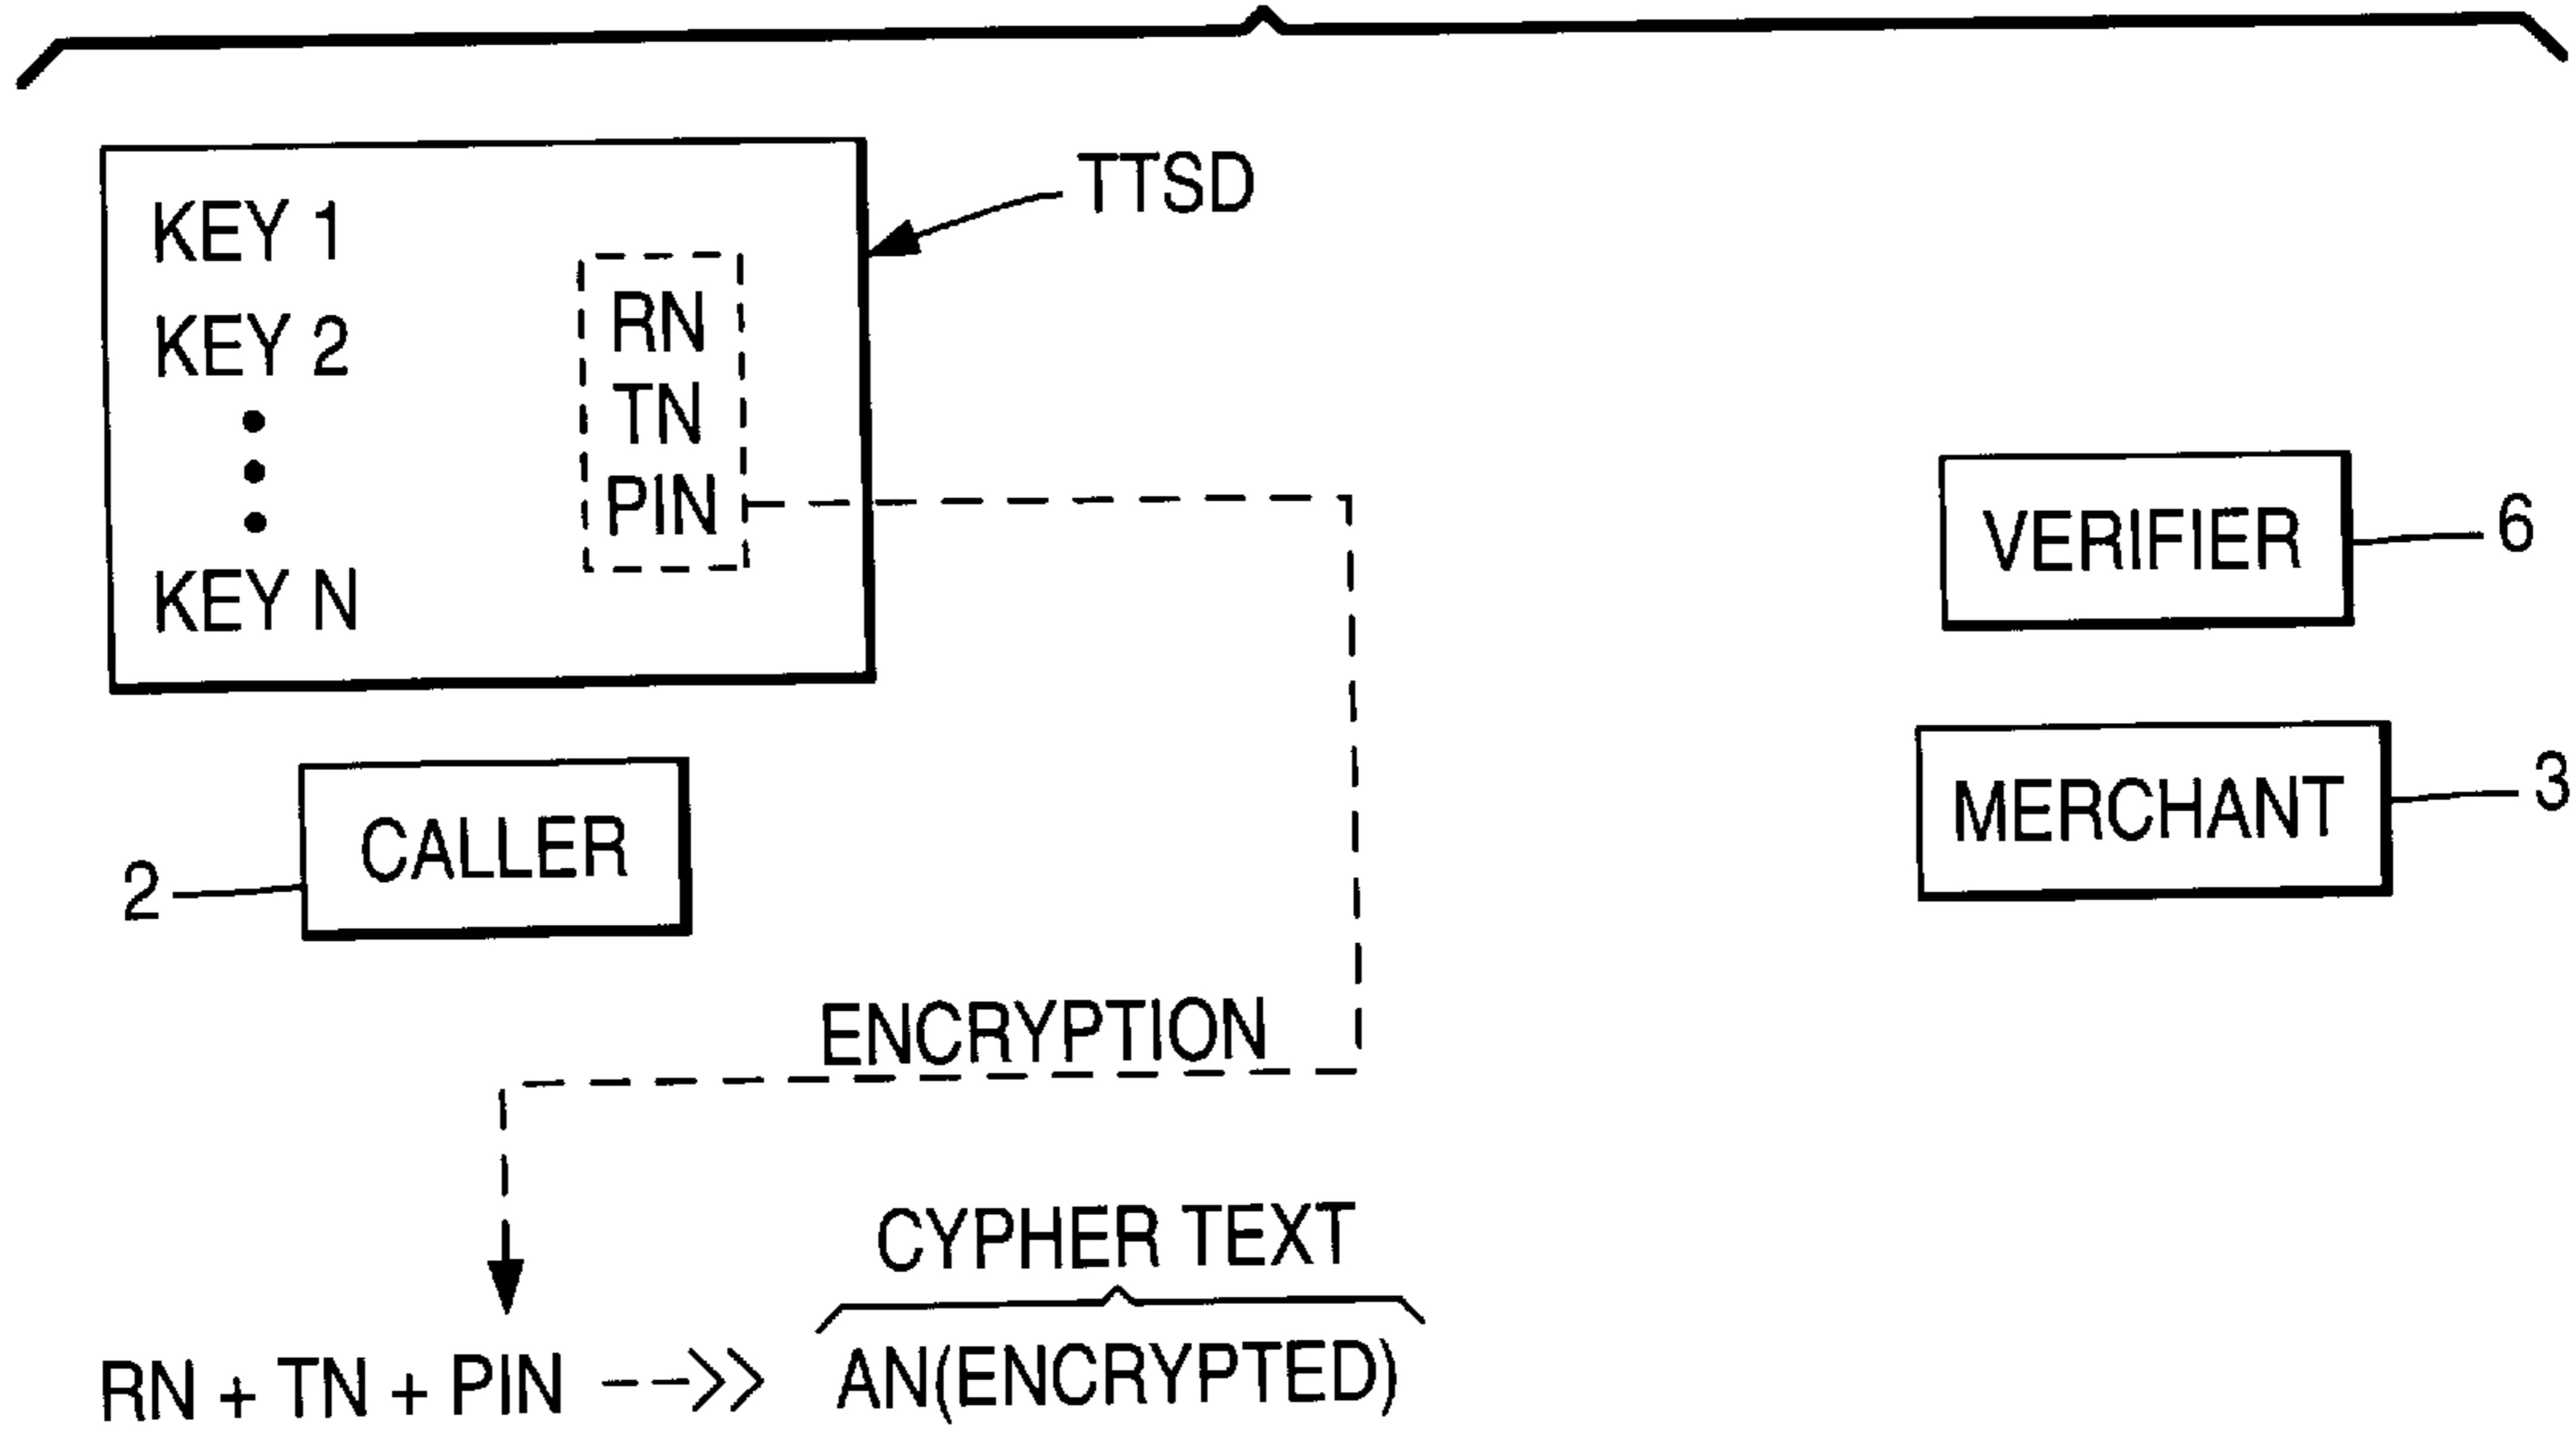 TTSD
KEY 1
KEY 2
KEY N
RN
TN
PIN
VERIFIER
6
MERCHANT
3
CALLER
2
ENCRYPTION
CYPHER TEXT
RN + TN + PIN -->> AN(ENCRYPTED)